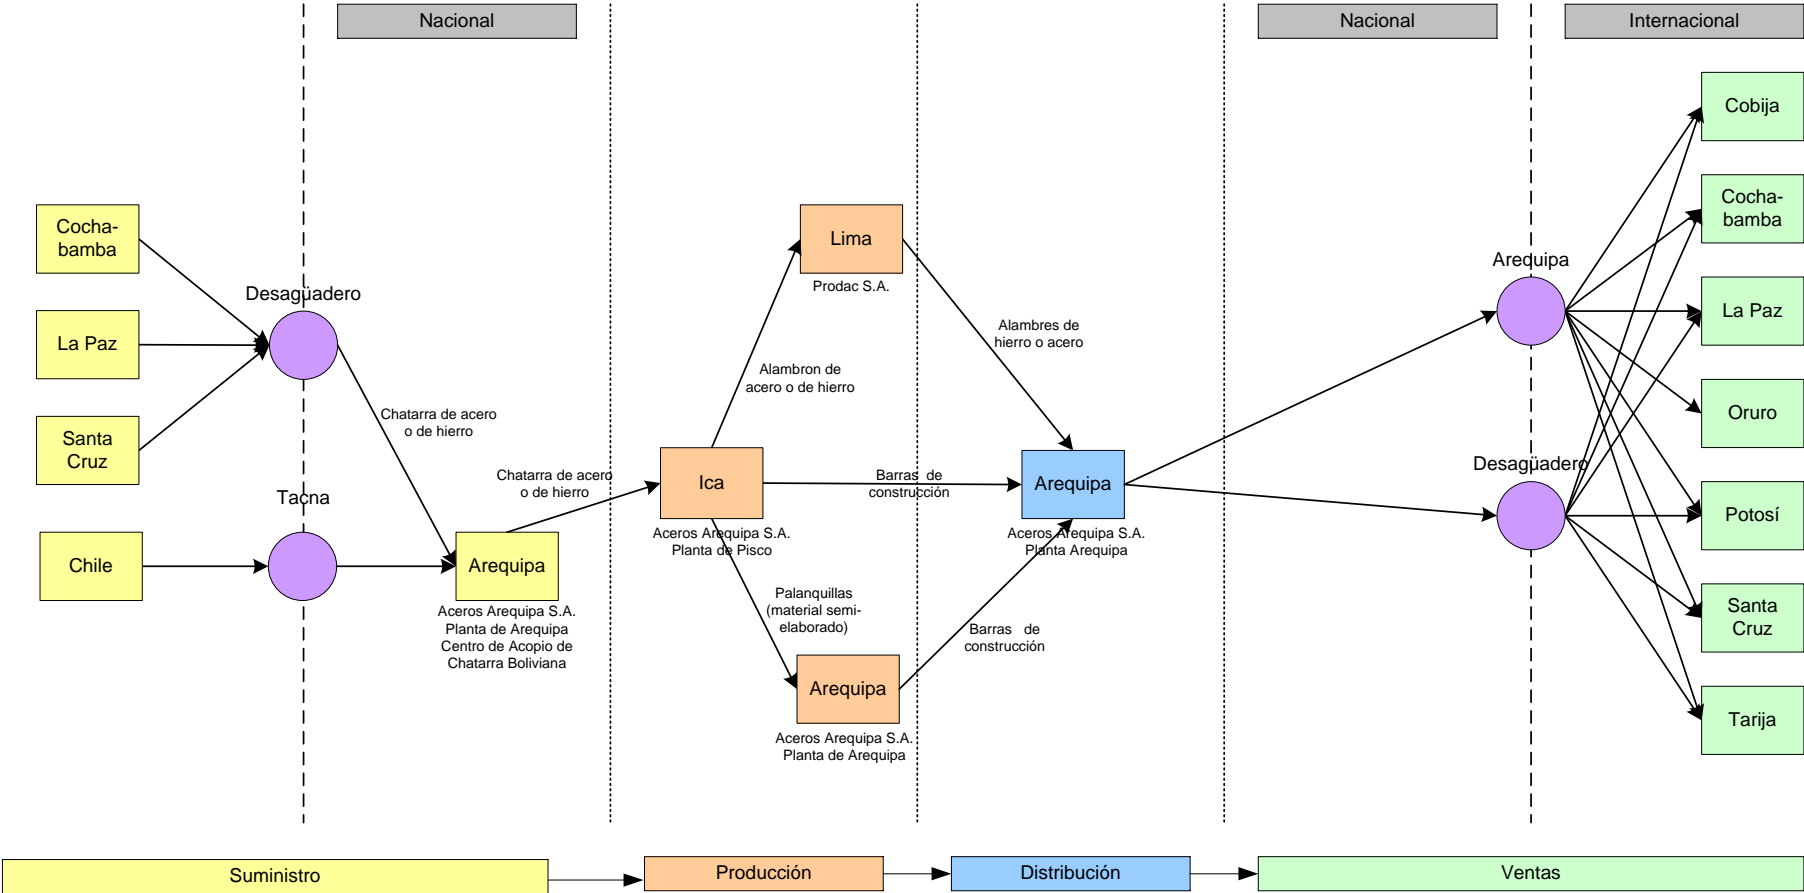 Nacional
Nacional
Internacional
Cocha-
bamba
La Paz
Santa
Cruz
Chile
Desagüadero
Tacna
Chatarra de acero
o de hierro
Arequipa
Aceros Arequipa S.A.
Planta de Arequipa
Centro de Acopio de
Chatarra Boliviana
Chatarra de acero
o de hierro
Ica
Aceros Arequipa S.A.
Planta de Pisco
Alambron de
acero o de hierro
Lima
Prodac S.A.
Palanquillas
(material semi-
elaborado)
Arequipa
Aceros Arequipa S.A.
Planta de Arequipa
Alambres de
hierro o acero
Barras de
construcción
Barras de
construcción
Arequipa
Aceros Arequipa S.A.
Planta Arequipa
Arequipa
Desagüadero
Cobija
Cocha-
bamba
La Paz
Oruro
Potosí
Santa
Cruz
Tarija
Suministro
Producción
Distribución
Ventas